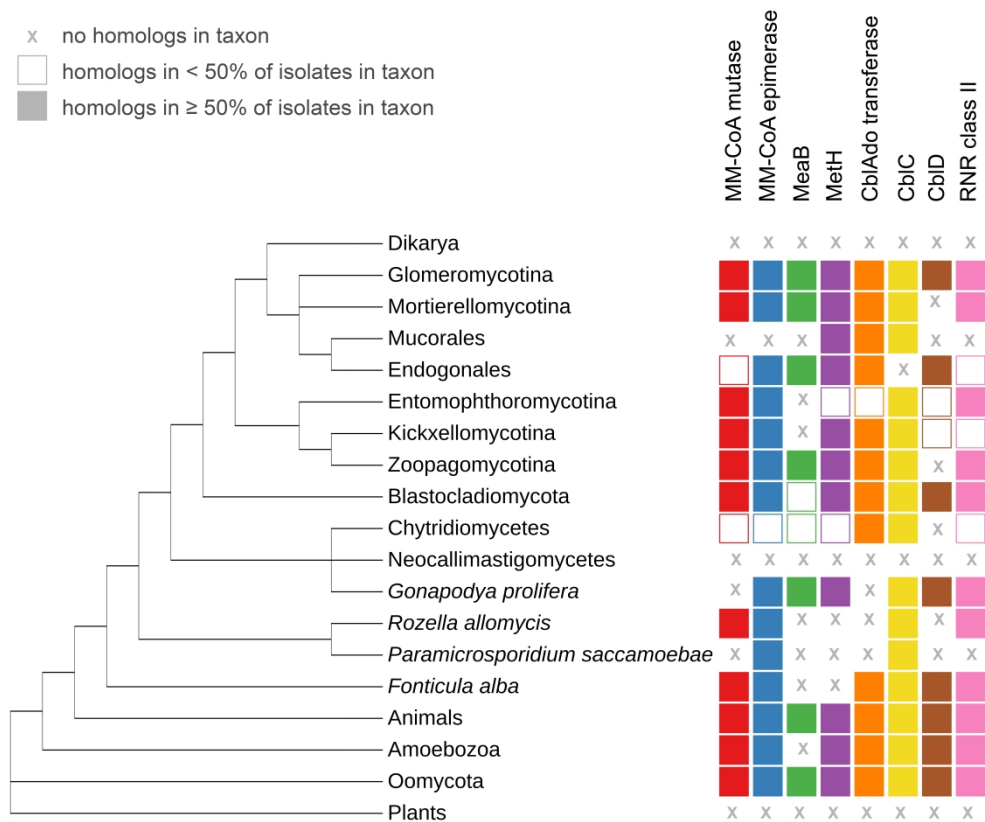 x no homologs in taxon
homologs in < 50% of isolates in taxon
homologs in ≥ 50% of isolates in taxon
MM-CoA mutase
MM-CoA epimerase
MeaB
MetH
CblAdo transferase
CblC
CblD
RNR class II
Dikarya x x x x x x x x
Glomeromycotina
Mortierellomycotina x
Mucorales x x x x x
Endogonales x
Entomophthoromycotina x
Kickxellomycotina x
Zoopagomycotina x
Blastocladiomycota
Chytridiomycetes x
Neocallimastigomycetes x x x x x x x x
Gonapodya prolifera x x
Rozella allomycis x x x x
Paramicrosporidium saccamoebae x x x x x x
Fonticula alba x x
Animals
Amoebozoa x
Oomycota
Plants x x x x x x x x